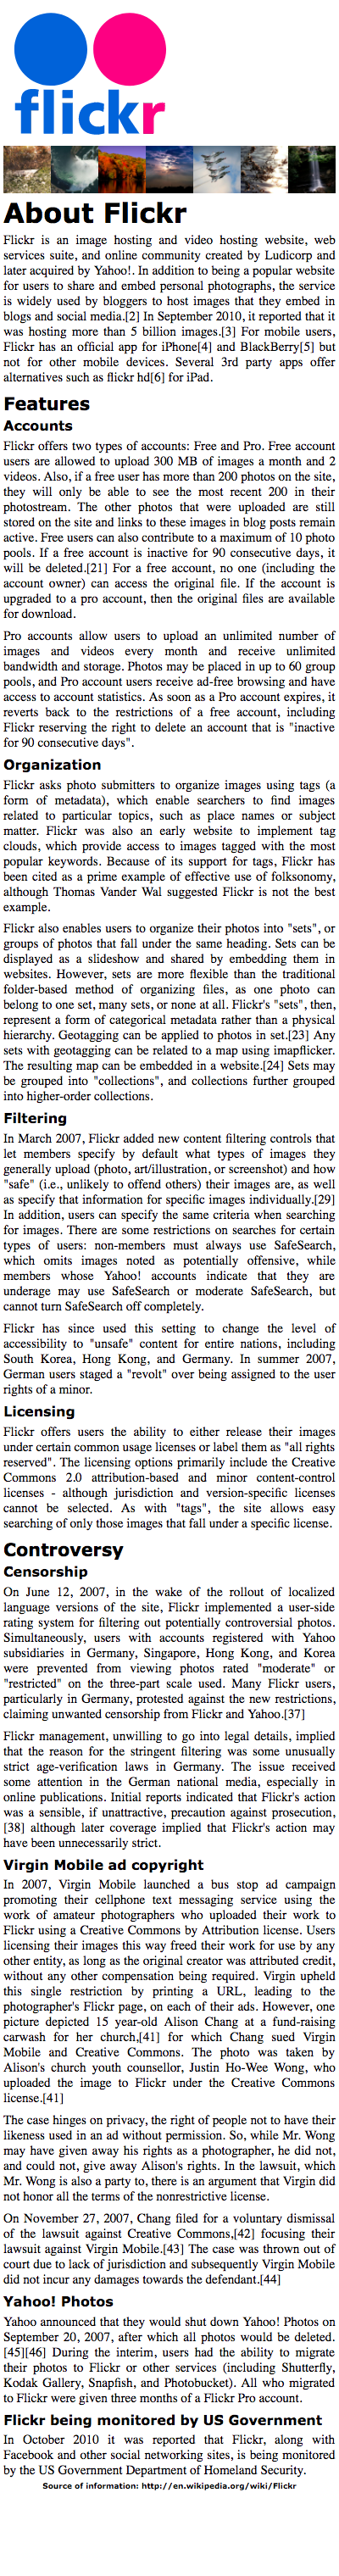 flickr
About Flickr
Flickr is an image hosting and video hosting website, web
services suite, and online community created by Ludicorp and
later acquired by Yahoo!. In addition to being a popular website
for users to share and embed personal photographs, the service
is widely used by bloggers to host images that they embed in
blogs and social media.[2] In September 2010, it reported that it
was hosting more than 5 billion images.[3] For mobile users,
Flickr has an official app for iPhone[4] and BlackBerry[5] but
not for other mobile devices. Several 3rd party apps offer
alternatives such as flickr hd[6] for iPad.
Features
Accounts
Flickr offers two types of accounts: Free and Pro. Free account
users are allowed to upload 300 MB of images a month and 2
videos. Also, if a free user has more than 200 photos on the site,
they will only be able to see the most recent 200 in their
photostream. The other photos that were uploaded are still
stored on the site and links to these images in blog posts remain
active. Free users can also contribute to a maximum of 10 photo
pools. If a free account is inactive for 90 consecutive days, it
will be deleted.[21] For a free account, no one (including the
account owner) can access the original file. If the account is
upgraded to a pro account, then the original files are available
for download.
Pro accounts allow users to upload an unlimited number of
images and videos every month and receive unlimited
bandwidth and storage. Photos may be placed in up to 60 group
pools, and Pro account users receive ad-free browsing and have
access to account statistics. As soon as a Pro account expires, it
reverts back to the restrictions of a free account, including
Flickr reserving the right to delete an account that is "inactive
for 90 consecutive days".
Organization
Flickr asks photo submitters to organize images using tags (a
form of metadata), which enable searchers to find images
related to particular topics, such as place names or subject
matter. Flickr was also an early website to implement tag
clouds, which provide access to images tagged with the most
popular keywords. Because of its support for tags, Flickr has
been cited as a prime example of effective use of folksonomy,
although Thomas Vander Wal suggested Flickr is not the best
example.
Flickr also enables users to organize their photos into "sets", or
groups of photos that fall under the same heading. Sets can be
displayed as a slideshow and shared by embedding them in
websites. However, sets are more flexible than the traditional
folder-based method of organizing files, as one photo can
belong to one set, many sets, or none at all. Flickr's "sets", then,
represent a form of categorical metadata rather than a physical
hierarchy. Geotagging can be applied to photos in set.[23] Any
sets with geotagging can be related to a map using imapflicker.
The resulting map can be embedded in a website.[24] Sets may
be grouped into "collections", and collections further grouped
into higher-order collections.
Filtering
In March 2007, Flickr added new content filtering controls that
let members specify by default what types of images they
generally upload (photo, art/illustration, or screenshot) and how
"safe" (i.e., unlikely to offend others) their images are, as well
as specify that information for specific images individually.[29]
In addition, users can specify the same criteria when searching
for images. There are some restrictions on searches for certain
types of users: non-members must always use SafeSearch,
which omits images noted as potentially offensive, while
members whose Yahoo! accounts indicate that they are
underage may use SafeSearch or moderate SafeSearch, but
cannot turn SafeSearch off completely.
Flickr has since used this setting to change the level of
accessibility to "unsafe" content for entire nations, including
South Korea, Hong Kong, and Germany. In summer 2007,
German users staged a "revolt" over being assigned to the user
rights of a minor.
Licensing
Flickr offers users the ability to either release their images
under certain common usage licenses or label them as "all rights
reserved". The licensing options primarily include the Creative
Commons 2.0 attribution-based and minor content-control
licenses - although jurisdiction and version-specific licenses
cannot be selected. As with "tags", the site allows easy
searching of only those images that fall under a specific license.
Controversy
Censorship
On June 12, 2007, in the wake of the rollout of localized
language versions of the site, Flickr implemented a user-side
rating system for filtering out potentially controversial photos.
Simultaneously, users with accounts registered with Yahoo
subsidiaries in Germany, Singapore, Hong Kong, and Korea
were prevented from viewing photos rated "moderate" or
"restricted" on the three-part scale used. Many Flickr users,
particularly in Germany, protested against the new restrictions,
claiming unwanted censorship from Flickr and Yahoo.[37]
Flickr management, unwilling to go into legal details, implied
that the reason for the stringent filtering was some unusually
strict age-verification laws in Germany. The issue received
some attention in the German national media, especially in
online publications. Initial reports indicated that Flickr's action
was a sensible, if unattractive, precaution against prosecution,
[38] although later coverage implied that Flickr's action may
have been unnecessarily strict.
Virgin Mobile ad copyright
In 2007, Virgin Mobile launched a bus stop ad campaign
promoting their cellphone text messaging service using the
work of amateur photographers who uploaded their work to
Flickr using a Creative Commons by Attribution license. Users
licensing their images this way freed their work for use by any
other entity, as long as the original creator was attributed credit,
without any other compensation being required. Virgin upheld
this single restriction by printing a URL, leading to the
photographer's Flickr page, on each of their ads. However, one
picture depicted 15 year-old Alison Chang at a fund-raising
carwash for her church,[41] for which Chang sued Virgin
Mobile and Creative Commons. The photo was taken by
Alison's church youth counsellor, Justin Ho-Wee Wong, who
uploaded the image to Flickr under the Creative Commons
license.[41]
The case hinges on privacy, the right of people not to have their
likeness used in an ad without permission. So, while Mr. Wong
may have given away his rights as a photographer, he did not,
and could not, give away Alison's rights. In the lawsuit, which
Mr. Wong is also a party to, there is an argument that Virgin did
not honor all the terms of the nonrestrictive license.
On November 27, 2007, Chang filed for a voluntary dismissal
of the lawsuit against Creative Commons,[42] focusing their
lawsuit against Virgin Mobile.[43] The case was thrown out of
court due to lack of jurisdiction and subsequently Virgin Mobile
did not incur any damages towards the defendant.[44]
Yahoo! Photos
Yahoo announced that they would shut down Yahoo! Photos on
September 20, 2007, after which all photos would be deleted.
[45][46] During the interim, users had the ability to migrate
their photos to Flickr or other services (including Shutterfly,
Kodak Gallery, Snapfish, and Photobucket). All who migrated
to Flickr were given three months of a Flickr Pro account.
Flickr being monitored by US Government
In October 2010 it was reported that Flickr, along with
Facebook and other social networking sites, is being monitored
by the US Government Department of Homeland Security.
Source of information: http://en.wikipedia.org/wiki/Flickr